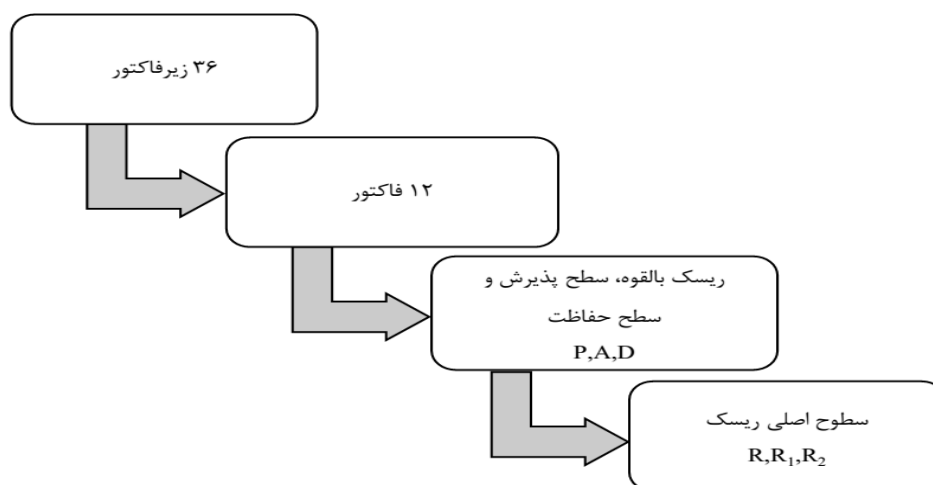 ۳۶ زیرفاکتور
۱۲ فاکتور
ریسک بالقوه، سطح پذیرش و
سطح حفاظت
P,A,D
سطوح اصلی ریسک
R,R₁,R₂